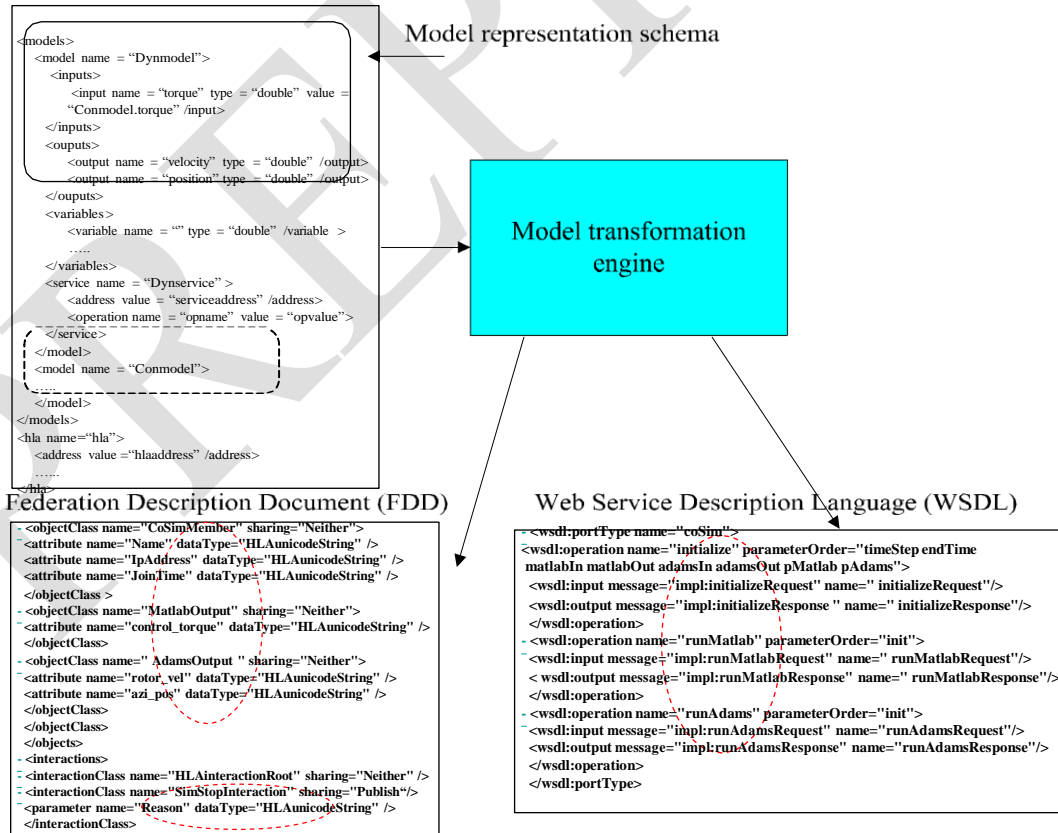 Model representation schema
<models>
<model name = “Dynmodel”>
<inputs>
<input name = “torque” type = “double” value =
“Conmodel.torque” /input>
</inputs>
<ouputs>
<output name = “velocity” type = “double” /output>
<output name = “position” type = “double” /output>
</ouputs>
<variables>
<variable name = “” type = “double” /variable >
…..
</variables>
<service name = “Dynservice” >
<address value = “serviceaddress” /address>
<operation name = “opname” value = “opvalue”>
</service>
</model>
<model name = “Conmodel”>
…...
</model>
</models>
<hla name=“hla”>
<address value =“hlaaddress” /address>
…...
</hla>
Model transformation
engine
Federation Description Document (FDD)
- <objectClass name="CoSimMember" sharing="Neither">
<attribute name="Name" dataType="HLAunicodeString" />
<attribute name="IpAddress" dataType="HLAunicodeString" />
<attribute name="JoinTime" dataType="HLAunicodeString" />
</objectClass >
- <objectClass name="MatlabOutput" sharing="Neither">
<attribute name="control_torque" dataType="HLAunicodeString" />
</objectClass>
- <objectClass name=" AdamsOutput " sharing="Neither">
<attribute name="rotor_vel" dataType="HLAunicodeString" />
<attribute name="azi_pos" dataType="HLAunicodeString" />
</objectClass>
</objectClass>
</objects>
- <interactions>
- <interactionClass name="HLAinteractionRoot" sharing="Neither" />
- <interactionClass name="SimStopInteraction" sharing="Publish“/>
<parameter name="Reason" dataType="HLAunicodeString" />
</interactionClass>
Web Service Description Language (WSDL)
- <wsdl:portType name="coSim">
<wsdl:operation name="initialize" parameterOrder="timeStep endTime
matlabIn matlabOut adamsIn adamsOut pMatlab pAdams">
<wsdl:input message="impl:initializeRequest" name=" initializeRequest"/>
<wsdl:output message="impl:initializeResponse " name=" initializeResponse"/>
</wsdl:operation>
- <wsdl:operation name="runMatlab" parameterOrder="init">
<wsdl:input message="impl:runMatlabRequest" name=" runMatlabRequest"/>
< wsdl:output message="impl:runMatlabResponse" name=" runMatlabResponse"/>
</wsdl:operation>
- <wsdl:operation name="runAdams" parameterOrder="init">
<wsdl:input message="impl:runAdamsRequest" name="runAdamsRequest"/>
<wsdl:output message="impl:runAdamsResponse" name="runAdamsResponse"/>
</wsdl:operation>
</wsdl:portType>